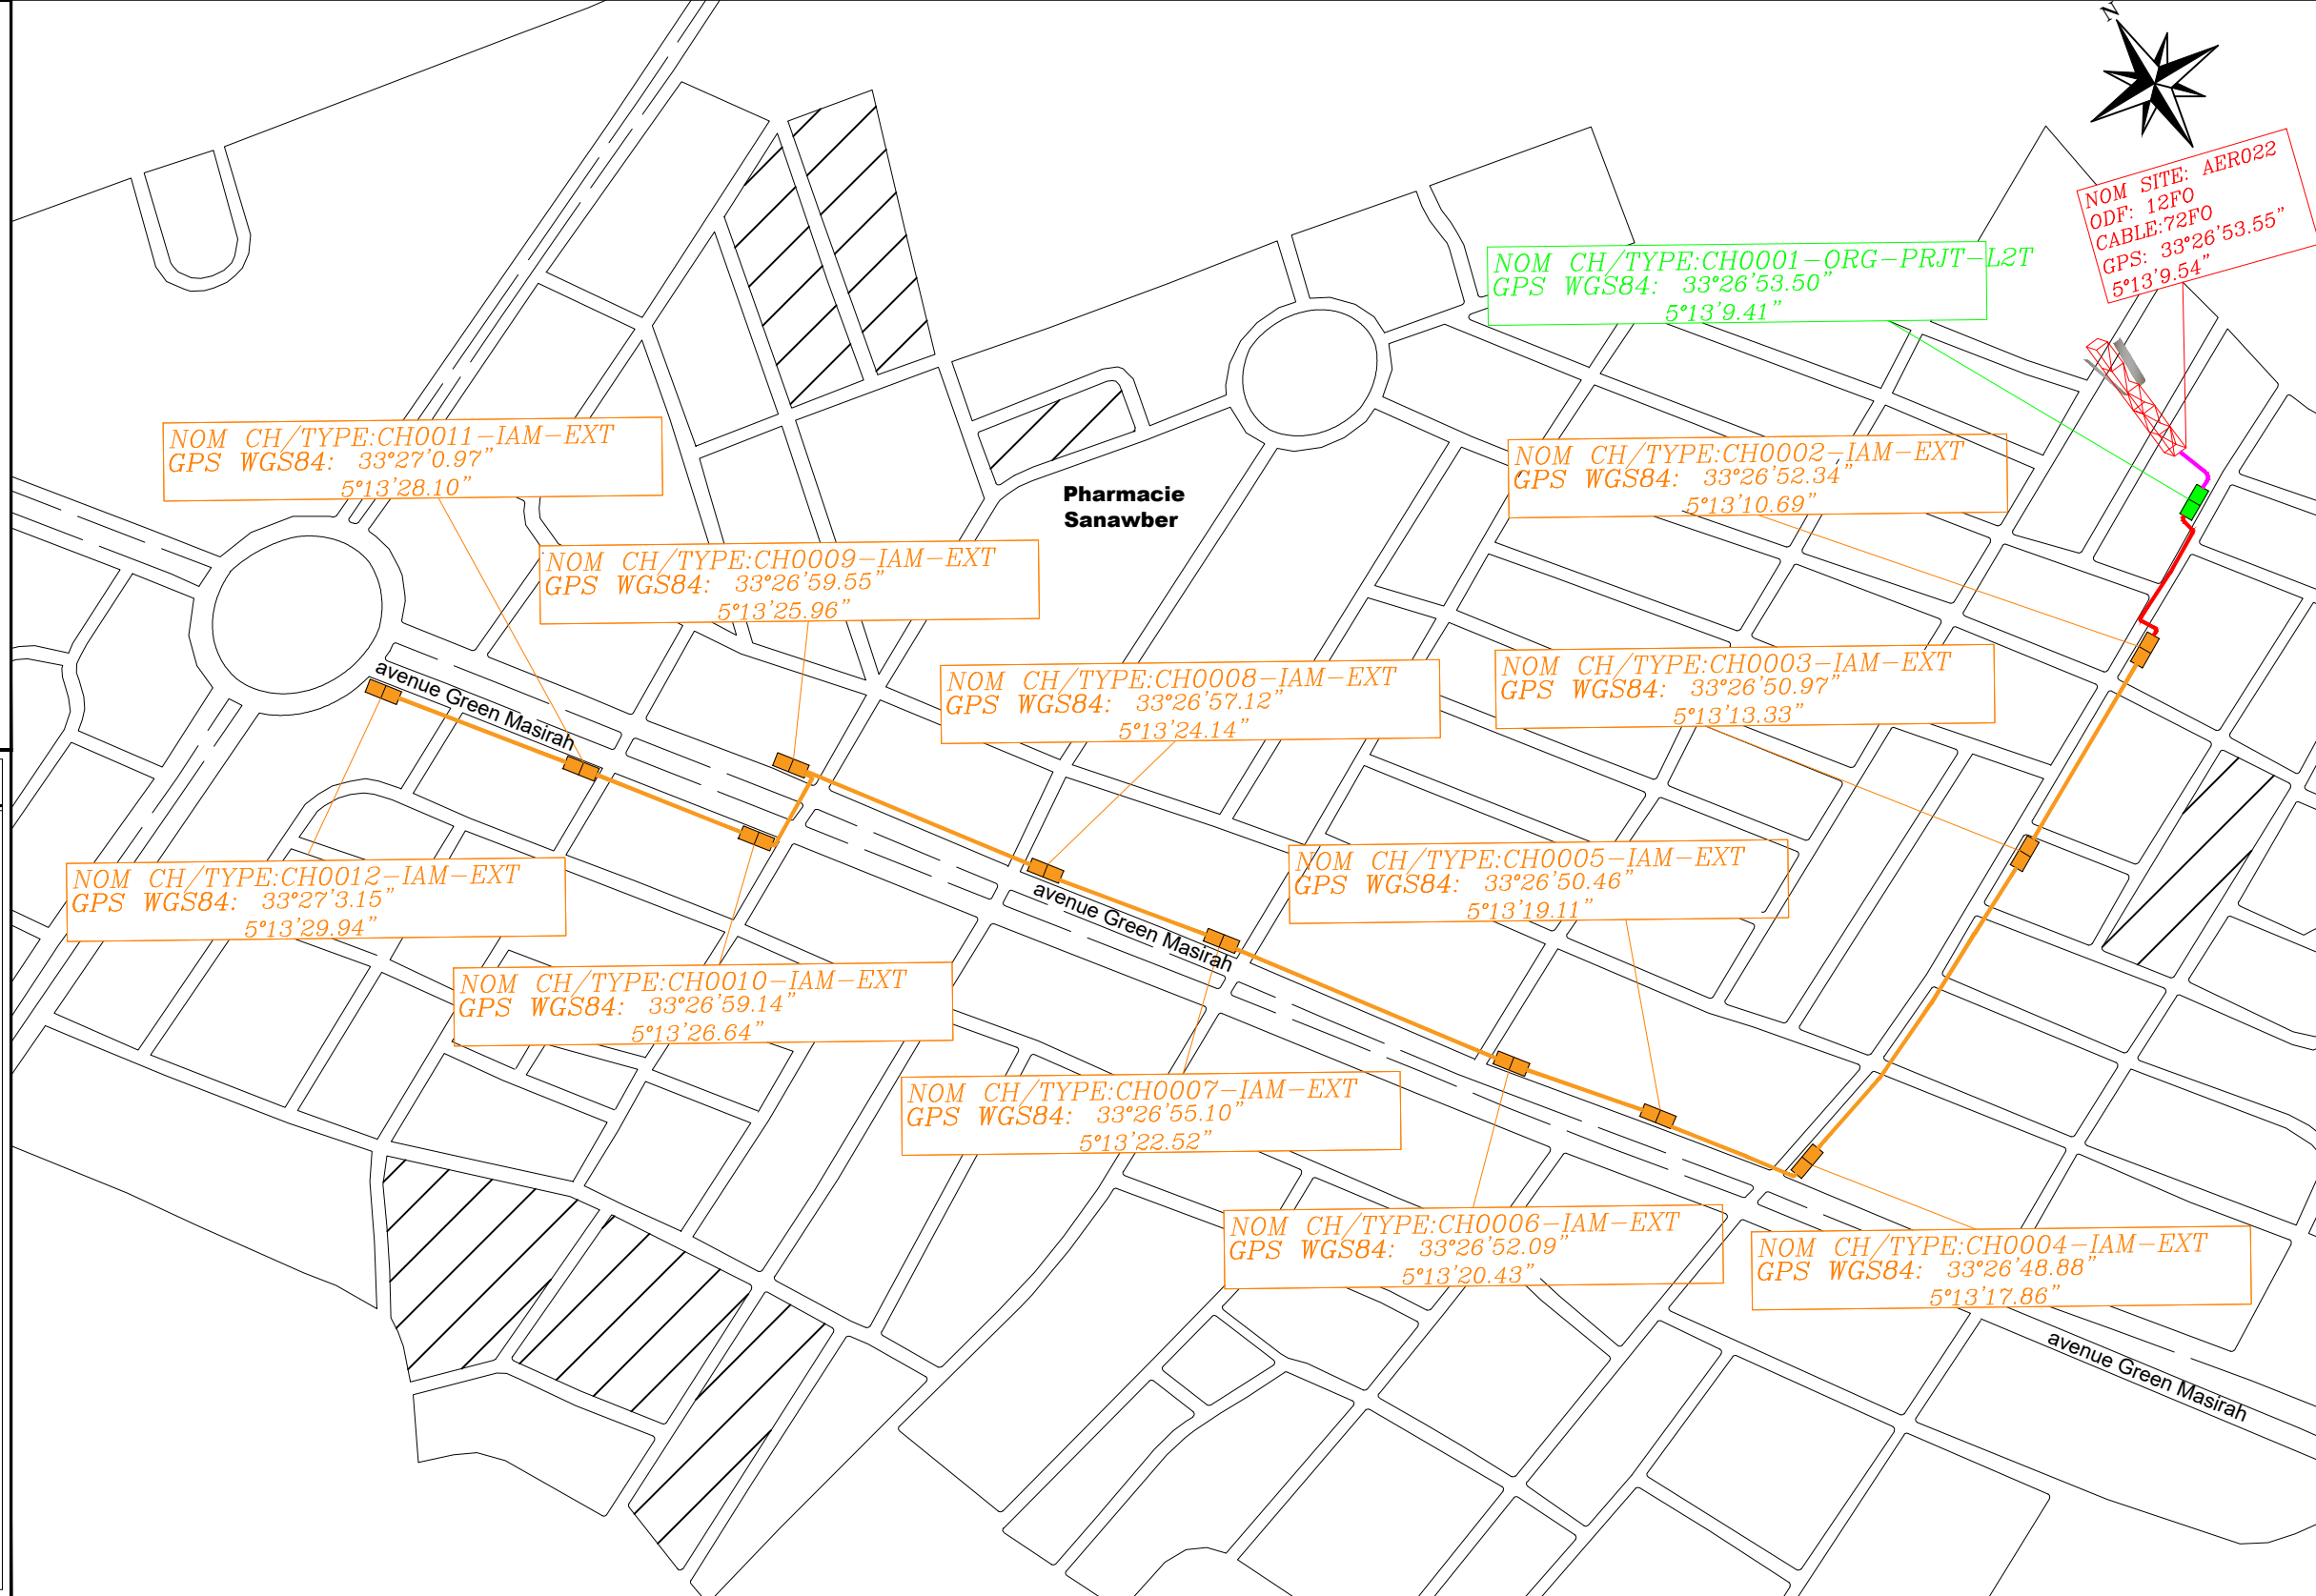 N
NOM SITE: AER022
ODF: 12FO
CABLE:72FO
GPS: 33°26'53.55"
5°13'9.54"
NOM CH/TYPE:CH0001-ORG-PRJT-L2T
GPS WGS84: 33°26'53.50"
5°13'9.41"
NOM CH/TYPE:CH0011-IAM-EXT
GPS WGS84: 33°27'0.97"
5°13'28.10"
NOM CH/TYPE:CH0002-IAM-EXT
GPS WGS84: 33°26'52.34"
5°13'10.69"
Pharmacie
Sanawber
NOM CH/TYPE:CH0009-IAM-EXT
GPS WGS84: 33°26'59.55"
5°13'25.96"
NOM CH/TYPE:CH0003-IAM-EXT
GPS WGS84: 33°26'50.97"
5°13'13.33"
NOM CH/TYPE:CH0008-IAM-EXT
GPS WGS84: 33°26'57.12"
5°13'24.14"
avenue Green Masirah
NOM CH/TYPE:CH0005-IAM-EXT
GPS WGS84: 33°26'50.46"
5°13'19.11"
NOM CH/TYPE:CH0012-IAM-EXT
GPS WGS84: 33°27'3.15"
5°13'29.94"
avenue Green Masirah
NOM CH/TYPE:CH0010-IAM-EXT
GPS WGS84: 33°26'59.14"
5°13'26.64"
NOM CH/TYPE:CH0007-IAM-EXT
GPS WGS84: 33°26'55.10"
5°13'22.52"
NOM CH/TYPE:CH0006-IAM-EXT
GPS WGS84: 33°26'52.09"
5°13'20.43"
NOM CH/TYPE:CH0004-IAM-EXT
GPS WGS84: 33°26'48.88"
5°13'17.86"
avenue Green Masirah